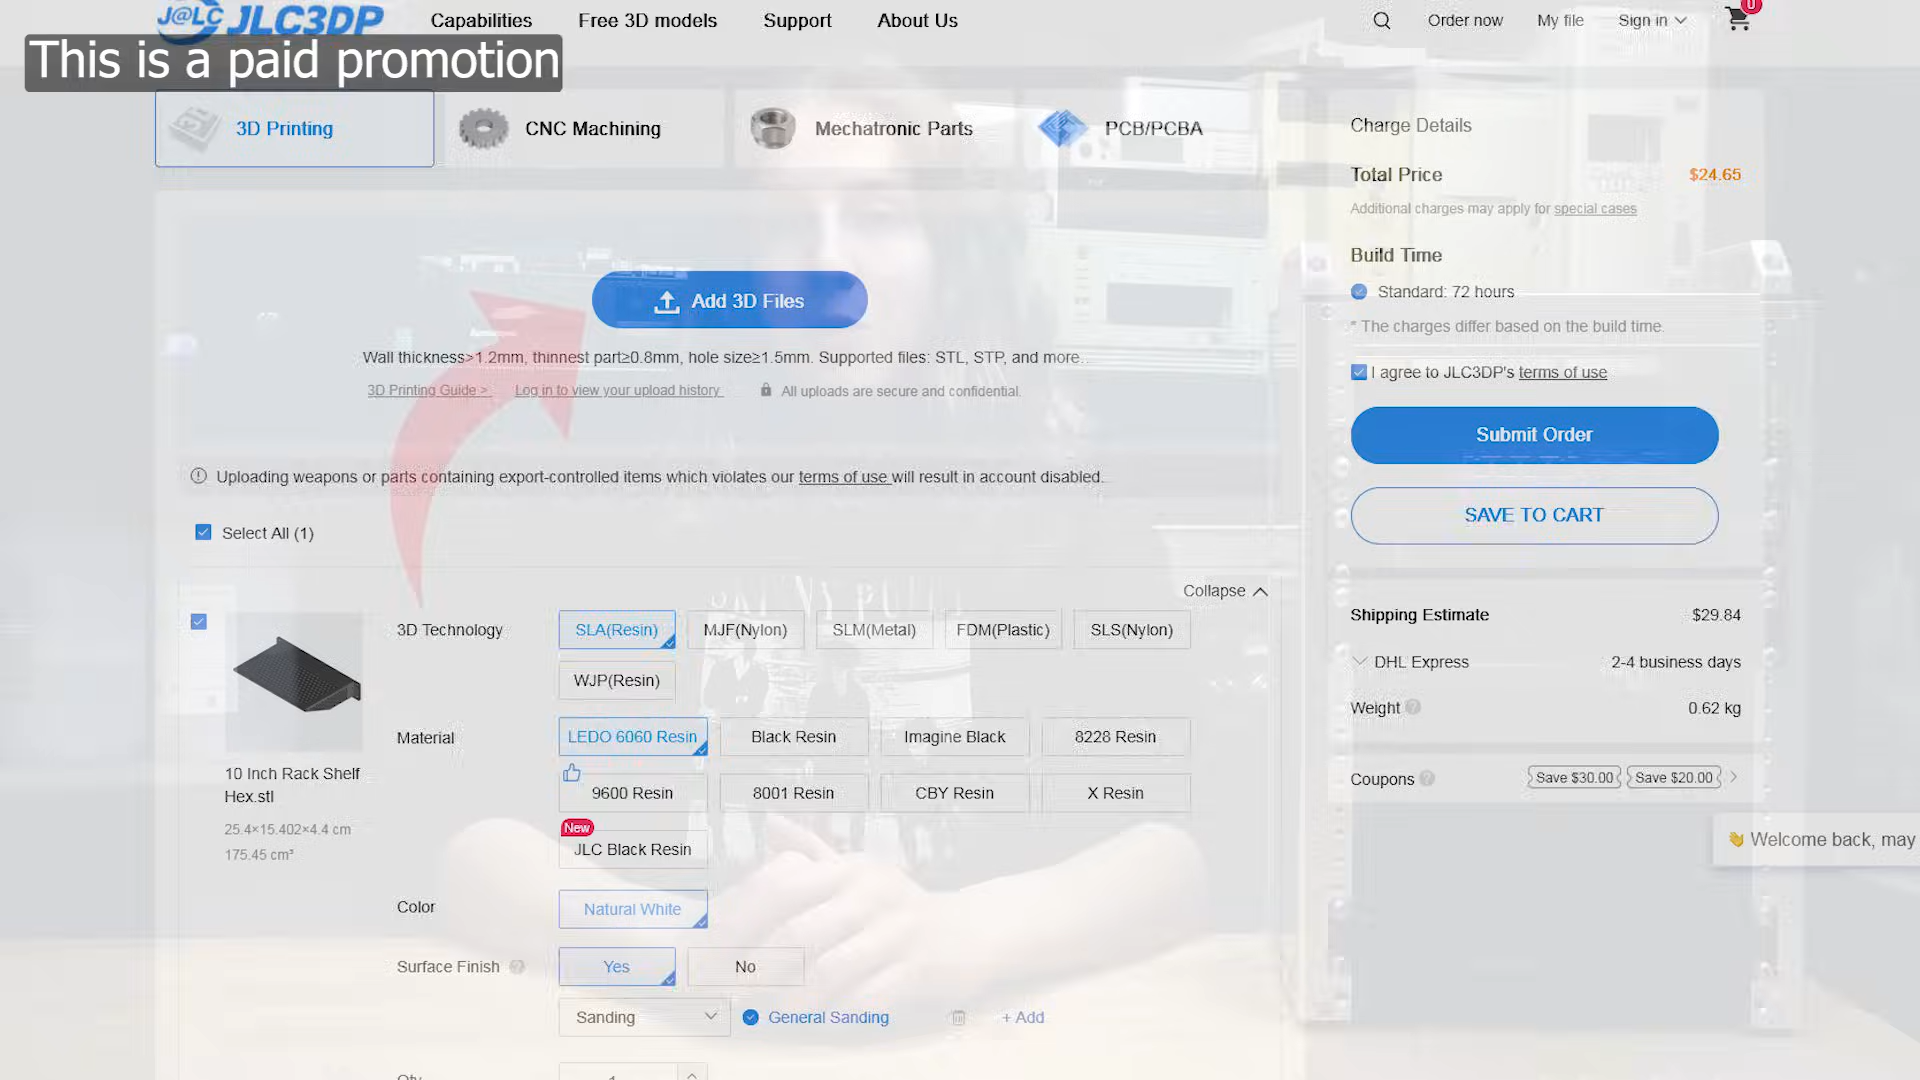 J@LC JLC3DP Capabilities Free 3D models Support About Us Order now My file Sign in 0
This is a paid promotion
3D Printing CNC Machining Mechatronic Parts PCB/PCBA
Charge Details
Total Price $24.65
Additional charges may apply for special cases
Build Time
Standard: 72 hours
* The charges differ based on the build time.
I agree to JLC3DP's terms of use
Submit Order
SAVE TO CART
Shipping Estimate $29.84
DHL Express 2-4 business days
Weight 0.62 kg
Coupons Save $30.00 Save $20.00
👋 Welcome back, may
Add 3D Files
Wall thickness>1.2mm, thinnest part≥0.8mm, hole size≥1.5mm. Supported files: STL, STP, and more..
3D Printing Guide > Log in to view your upload history All uploads are secure and confidential.
Uploading weapons or parts containing export-controlled items which violates our terms of use will result in account disabled.
Select All (1)
Collapse
3D Technology SLA(Resin) MJF(Nylon) SLM(Metal) FDM(Plastic) SLS(Nylon)
WJP(Resin)
Material LEDO 6060 Resin Black Resin Imagine Black 8228 Resin
10 Inch Rack Shelf
Hex.stl
25.4×15.402×4.4 cm
175.45 cm³
9600 Resin 8001 Resin CBY Resin X Resin
New
JLC Black Resin
Color Natural White
Surface Finish Yes No
Sanding General Sanding + Add